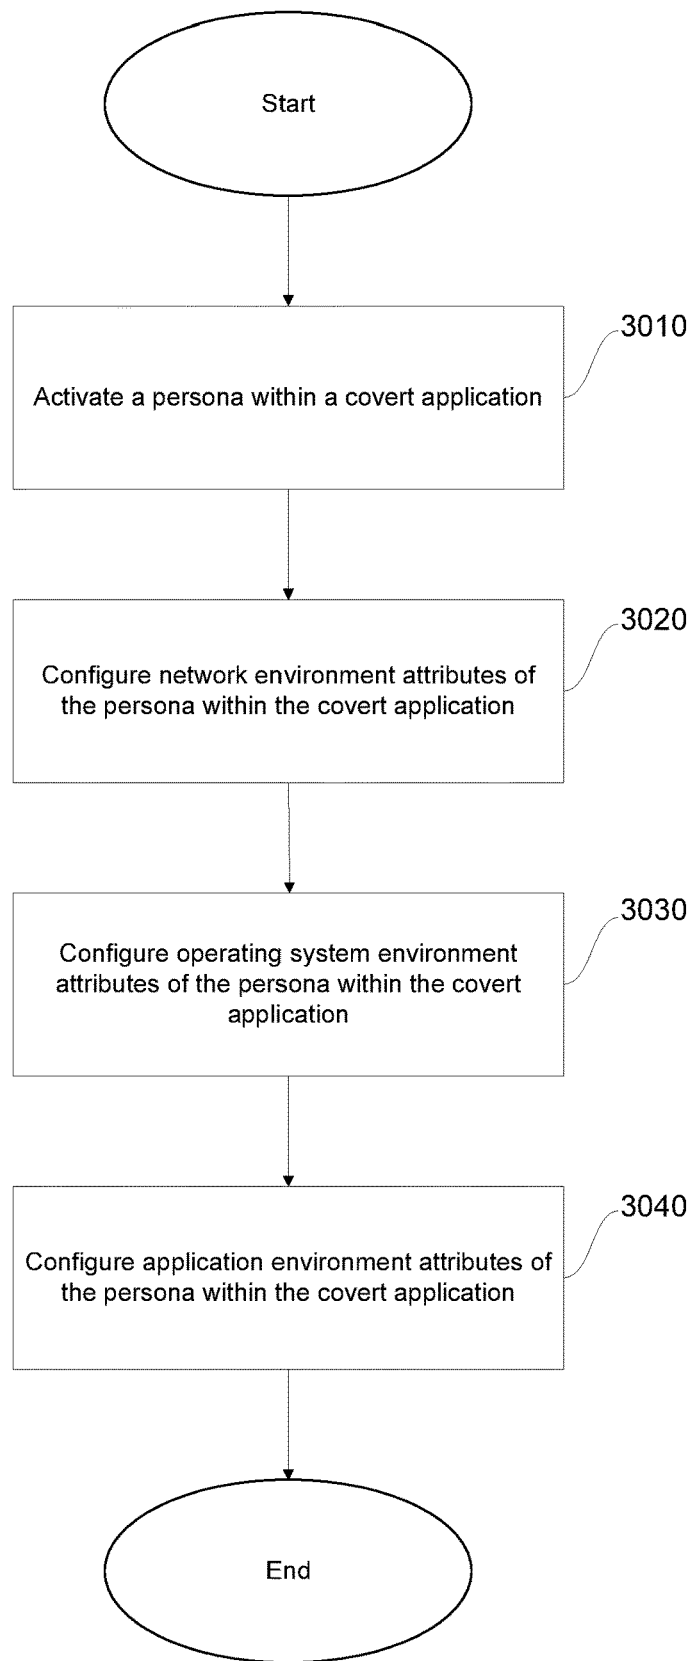 Start
3010
Activate a persona within a covert application
3020
Configure network environment attributes of
the persona within the covert application
3030
Configure operating system environment
attributes of the persona within the covert
application
3040
Configure application environment attributes of
the persona within the covert application
End